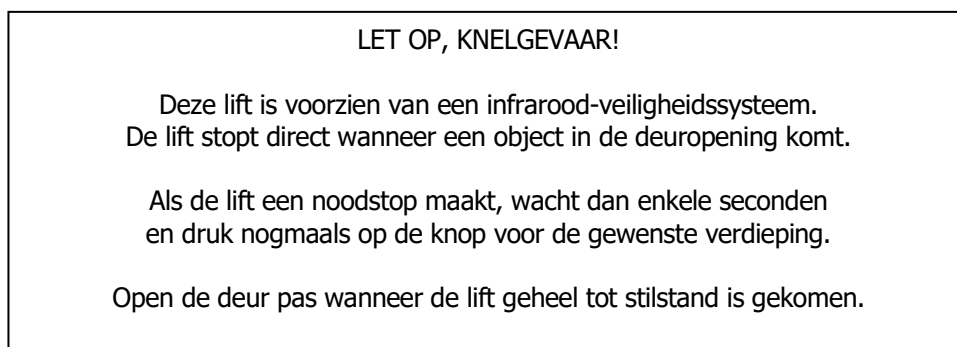 LET OP, KNELGEVAAR!
Deze lift is voorzien van een infrarood-veiligheidssysteem.
De lift stopt direct wanneer een object in de deuropening komt.
Als de lift een noodstop maakt, wacht dan enkele seconden
en druk nogmaals op de knop voor de gewenste verdieping.
Open de deur pas wanneer de lift geheel tot stilstand is gekomen.